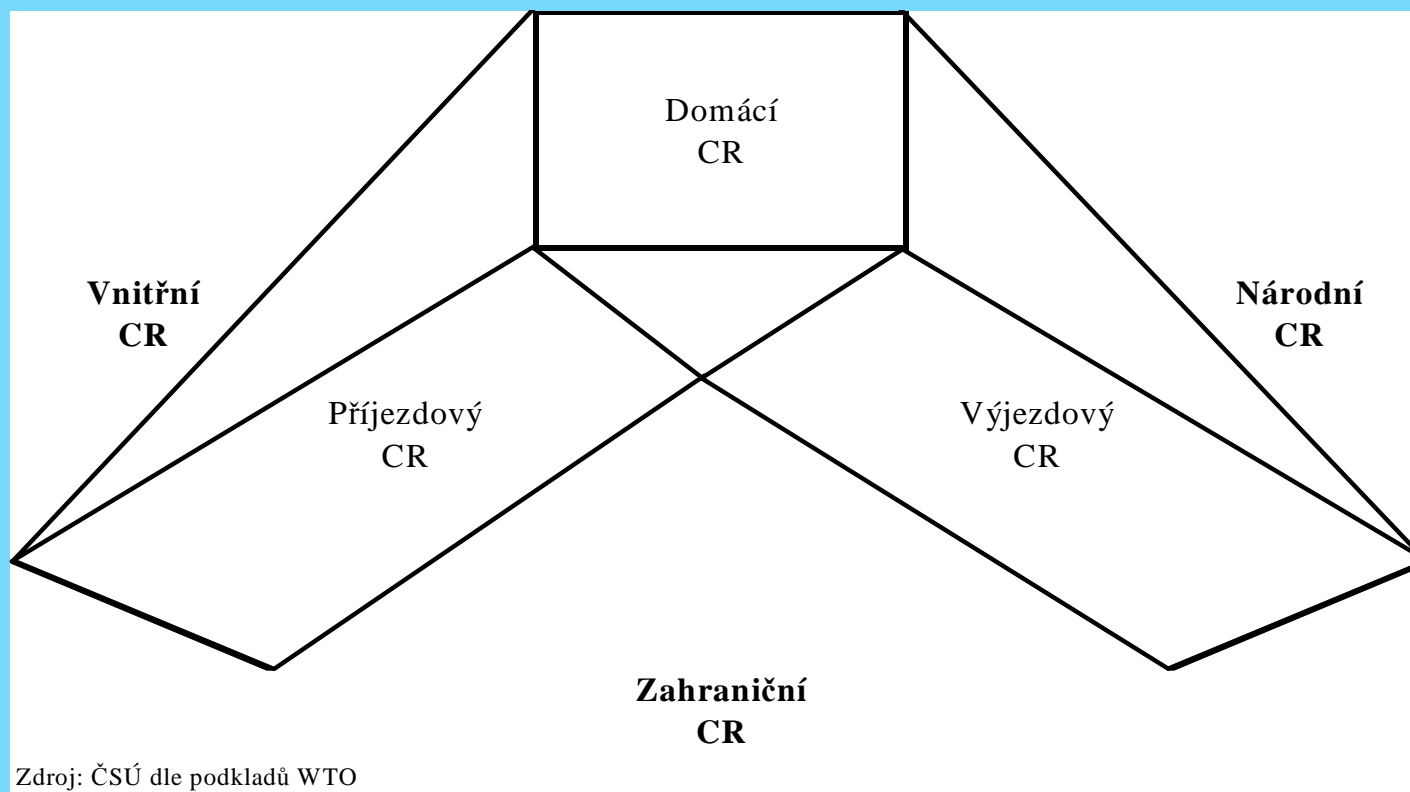 Domácí
CR
Vnitřní
CR
Národní
CR
Příjezdový
CR
Výjezdový
CR
Zahraniční
CR
Zdroj: ČSÚ dle podkladů WTO